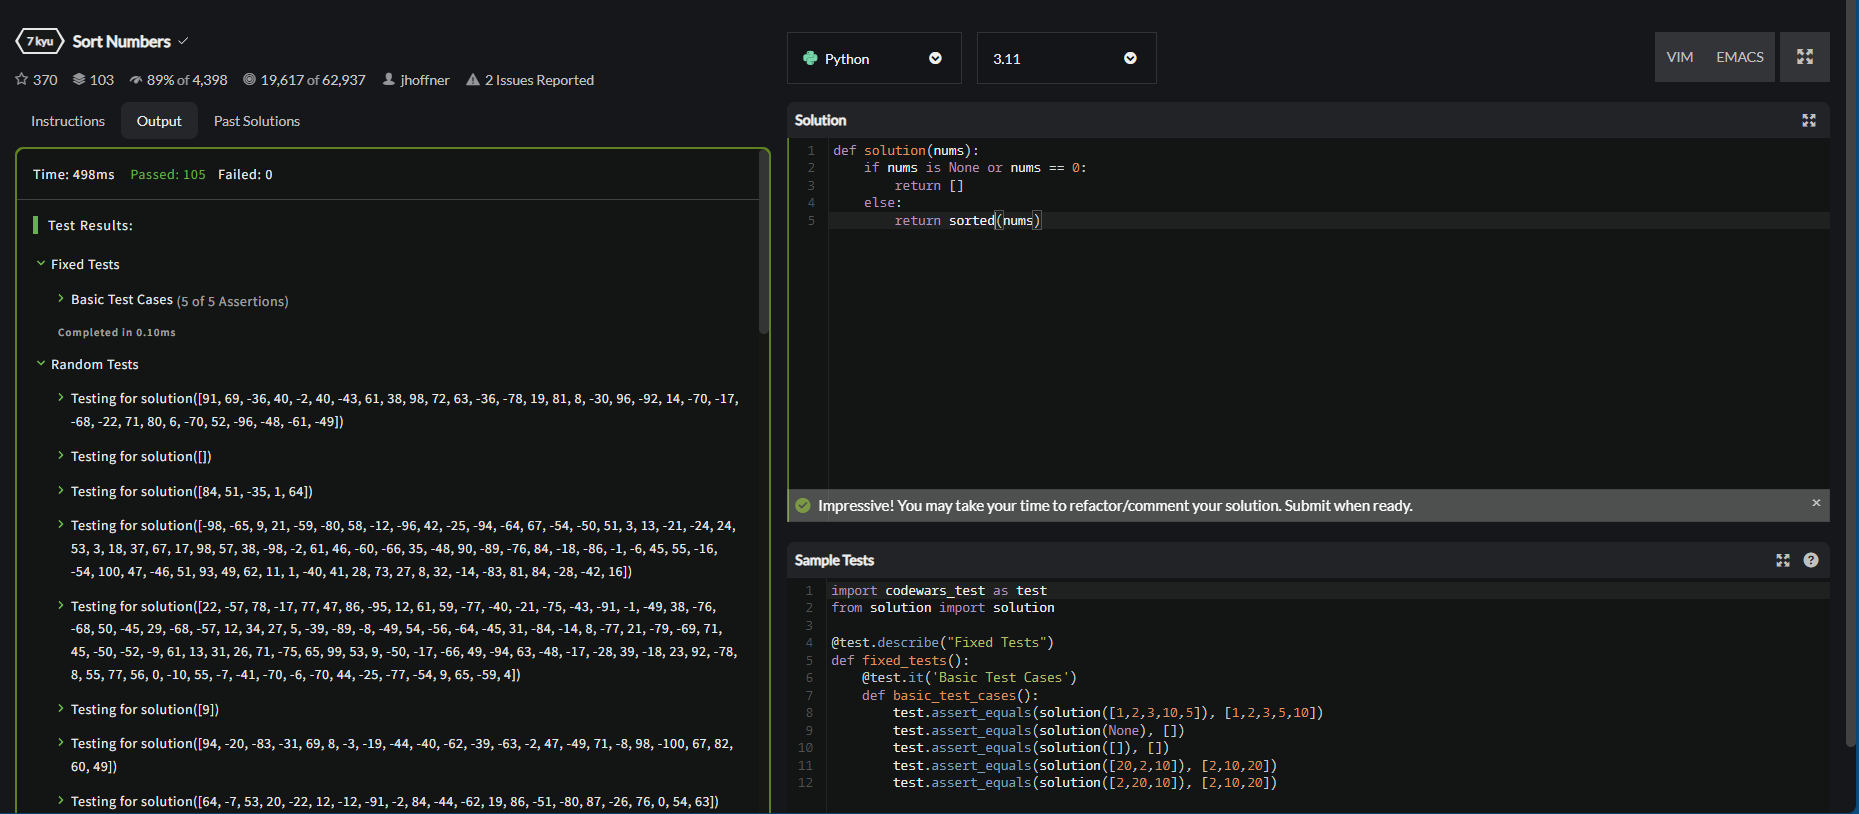 7 kyu Sort Numbers
370 103 89% of 4,398 19,617 of 62,937 jhoffner 2 Issues Reported
Instructions Output Past Solutions
Time: 498ms Passed: 105 Failed: 0
Test Results:
Fixed Tests
Basic Test Cases (5 of 5 Assertions)
Completed in 0.10ms
Random Tests
Testing for solution([91, 69, -36, 40, -2, 40, -43, 61, 38, 98, 72, 63, -36, -78, 19, 81, 8, -30, 96, -92, 14, -70, -17,
-68, -22, 71, 80, 6, -70, 52, -96, -48, -61, -49])
Testing for solution([])
Testing for solution([84, 51, -35, 1, 64])
Testing for solution([-98, -65, 9, 21, -59, -80, 58, -12, -96, 42, -25, -94, -64, 67, -54, -50, 51, 3, 13, -21, -24, 24,
53, 3, 18, 37, 67, 17, 98, 57, 38, -98, -2, 61, 46, -60, -66, 35, -48, 90, -89, -76, 84, -18, -86, -1, -6, 45, 55, -16,
-54, 100, 47, -46, 51, 93, 49, 62, 11, 1, -40, 41, 28, 73, 27, 8, 32, -14, -83, 81, 84, -28, -42, 16])
Testing for solution([22, -57, 78, -17, 77, 47, 86, -95, 12, 61, 59, -77, -40, -21, -75, -43, -91, -1, -49, 38, -76,
-68, 50, -45, 29, -68, -57, 12, 34, 27, 5, -39, -89, -8, -49, 54, -56, -64, -45, 31, -84, -14, 8, -77, 21, -79, -69, 71,
45, -50, -52, -9, 61, 13, 31, 26, 71, -75, 65, 99, 53, 9, -50, -17, -66, 49, -94, 63, -48, -17, -28, 39, -18, 23, 92, -78,
8, 55, 77, 56, 0, -10, 55, -7, -41, -70, -6, -70, 44, -25, -77, -54, 9, 65, -59, 4])
Testing for solution([9])
Testing for solution([94, -20, -83, -31, 69, 8, -3, -19, -44, -40, -62, -39, -63, -2, 47, -49, 71, -8, 98, -100, 67, 82,
60, 49])
Testing for solution([64, -7, 53, 20, -22, 12, -12, -91, -2, 84, -44, -62, 19, 86, -51, -80, 87, -26, 76, 0, 54, 63])
Python 3.11 VIM EMACS
Solution
1 def solution(nums):
2 if nums is None or nums == 0:
3 return []
4 else:
5 return sorted(nums)
Impressive! You may take your time to refactor/comment your solution. Submit when ready. ×
Sample Tests ?
1 import codewars_test as test
2 from solution import solution
3
4 @test.describe("Fixed Tests")
5 def fixed_tests():
6 @test.it('Basic Test Cases')
7 def basic_test_cases():
8 test.assert_equals(solution([1,2,3,10,5]), [1,2,3,5,10])
9 test.assert_equals(solution(None), [])
10 test.assert_equals(solution([]), [])
11 test.assert_equals(solution([20,2,10]), [2,10,20])
12 test.assert_equals(solution([2,20,10]), [2,10,20])